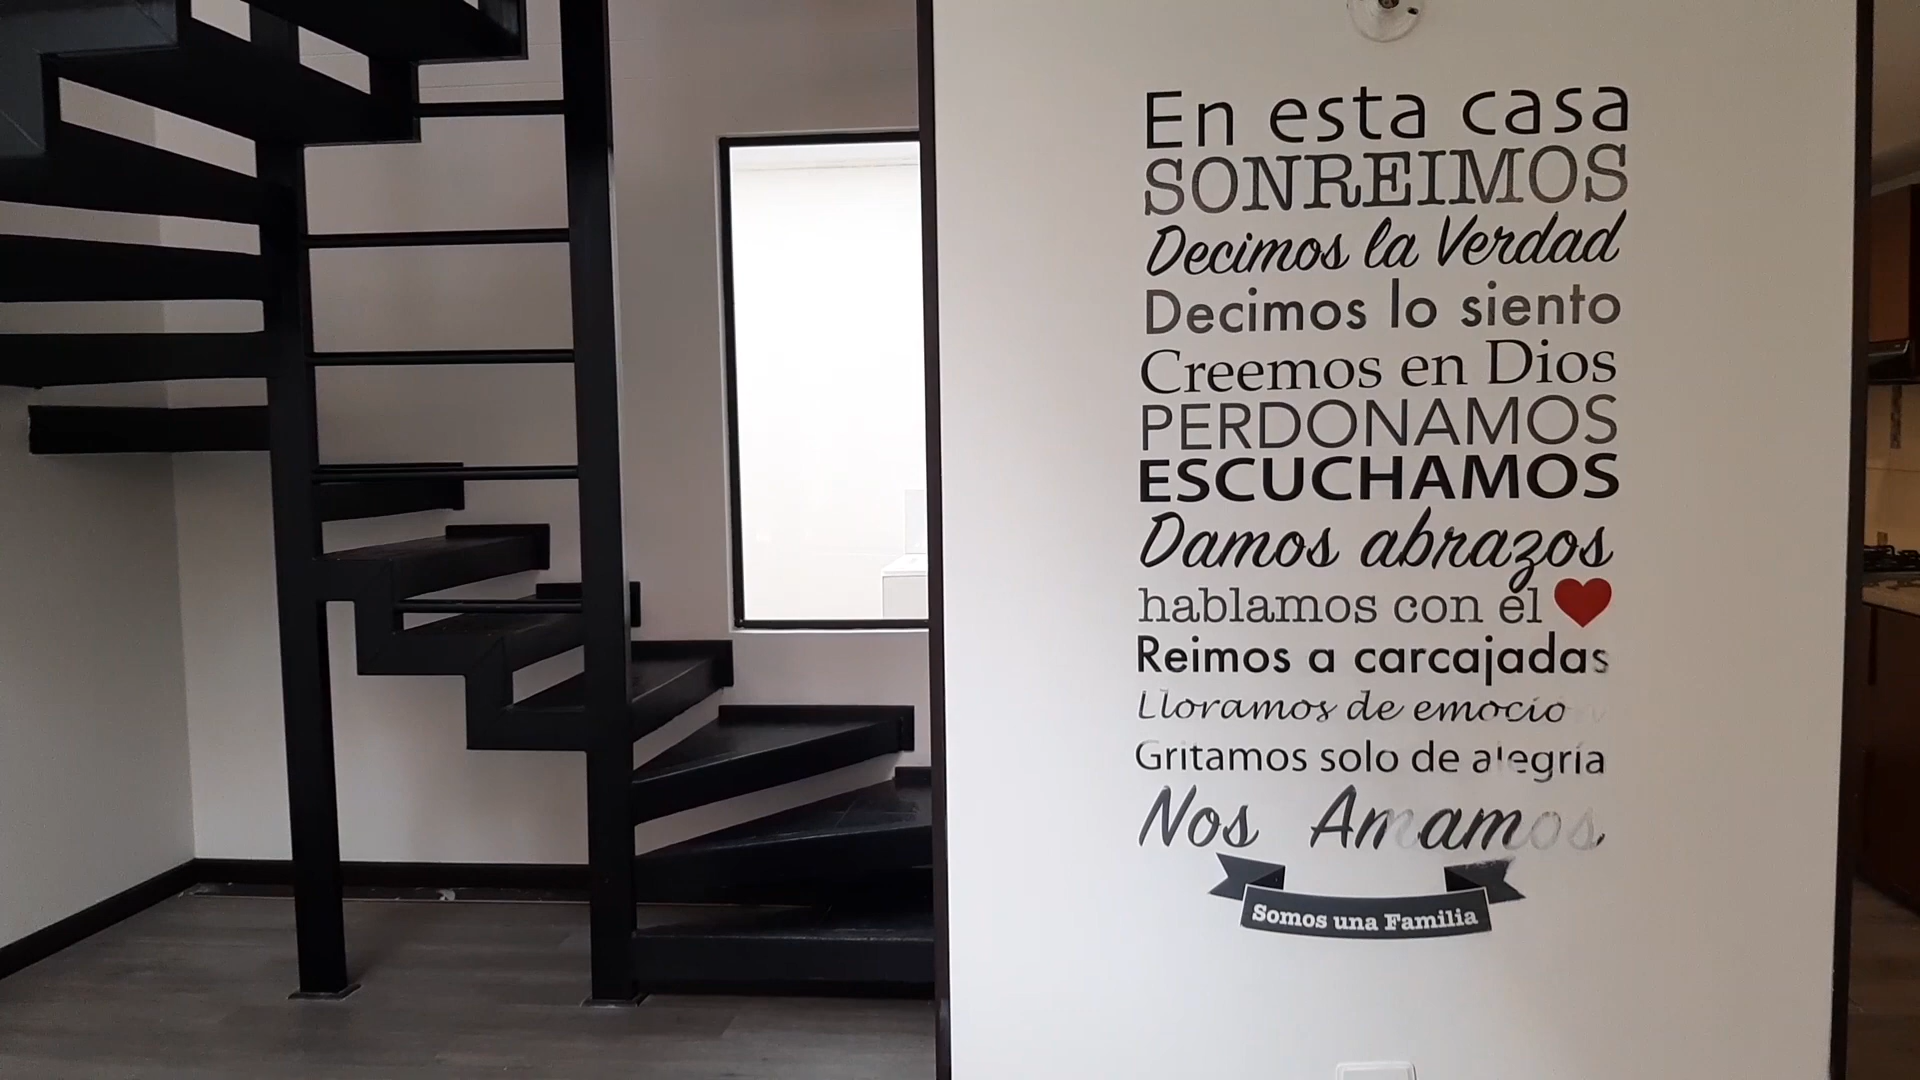 En esta casa
SONREIMOS
Decimos la Verdad
Decimos lo siento
Creemos en Dios
PERDONAMOS
ESCUCHAMOS
Damos abrazos
hablamos con el
Reimos a carcajadas
Lloramos de emocio
Gritamos solo de alegría
Nos Amamos
Somos una Familia